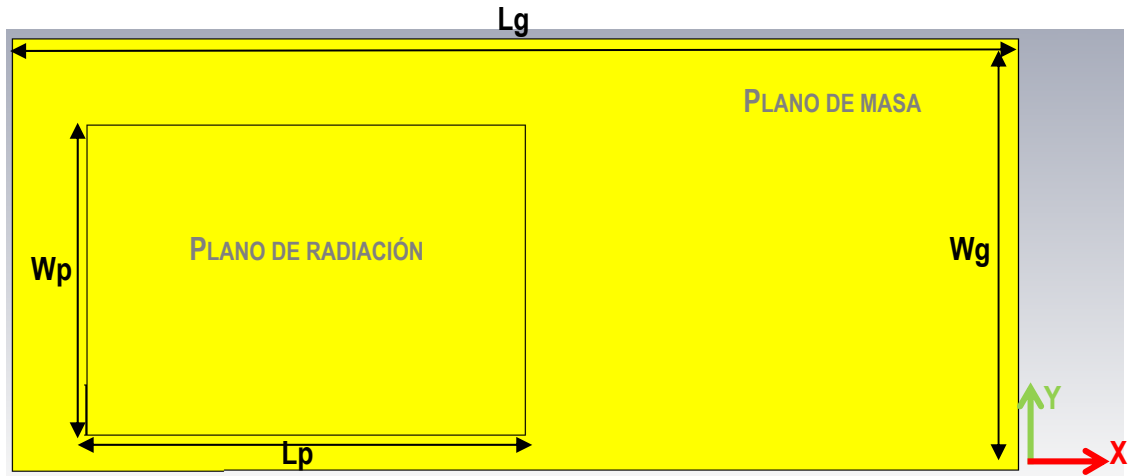 Lg
PLANO DE MASA
PLANO DE RADIACIÓN
Wp
Wg
Lp
Y
X